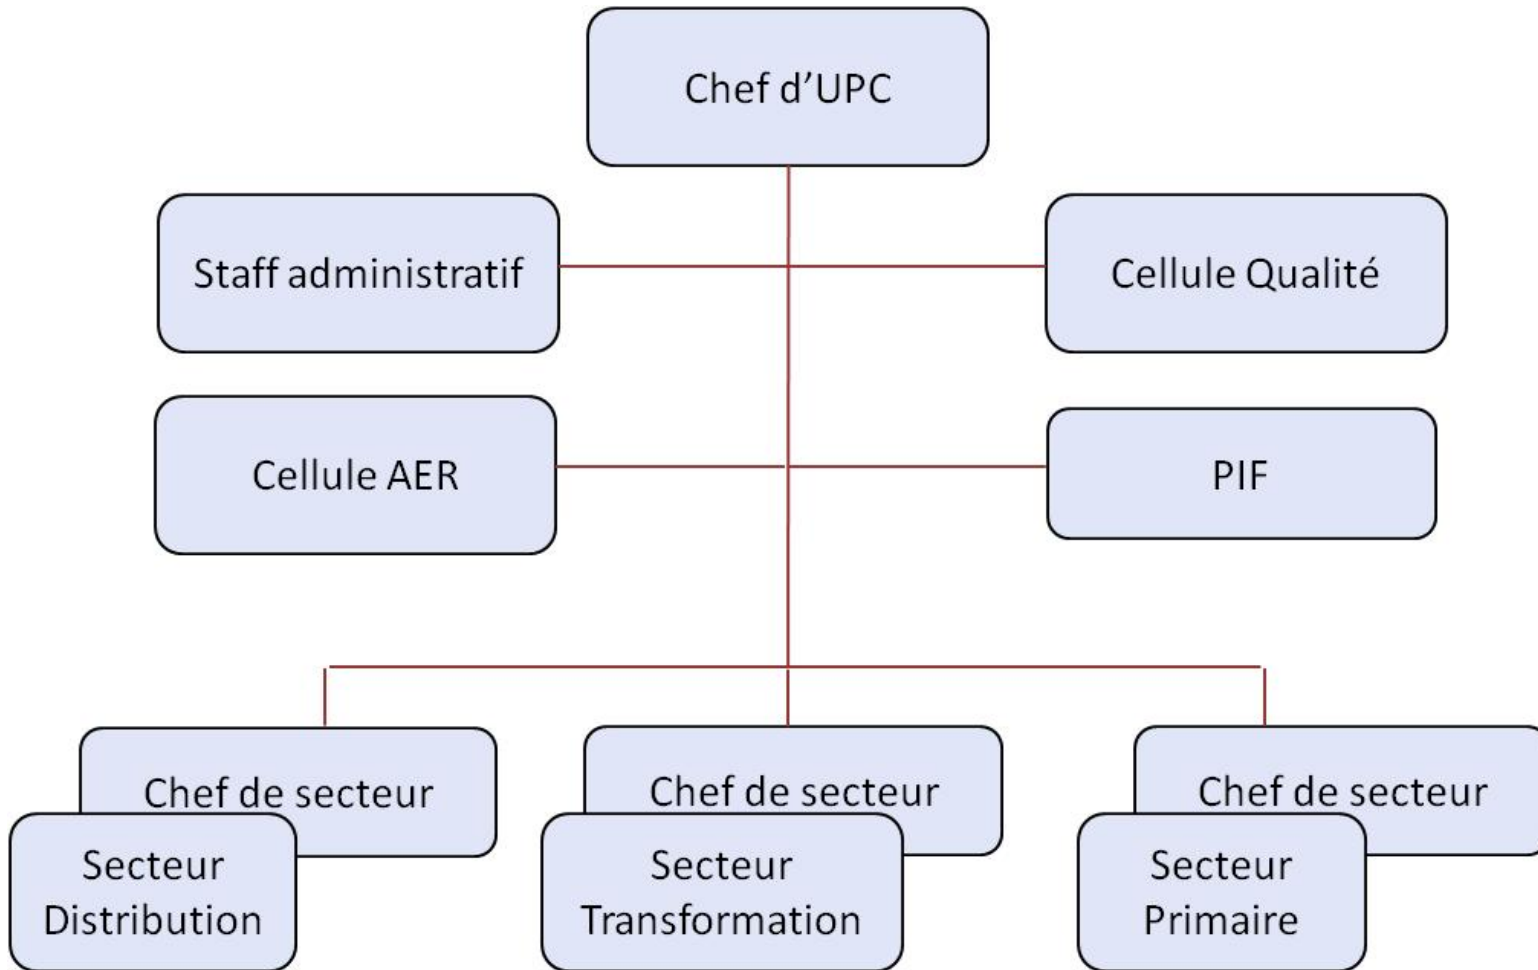 Chef d’UPC
Staff administratif
Cellule Qualité
Cellule AER
PIF
Chef de secteur
Secteur
Distribution
Chef de secteur
Secteur
Transformation
Chef de secteur
Secteur
Primaire